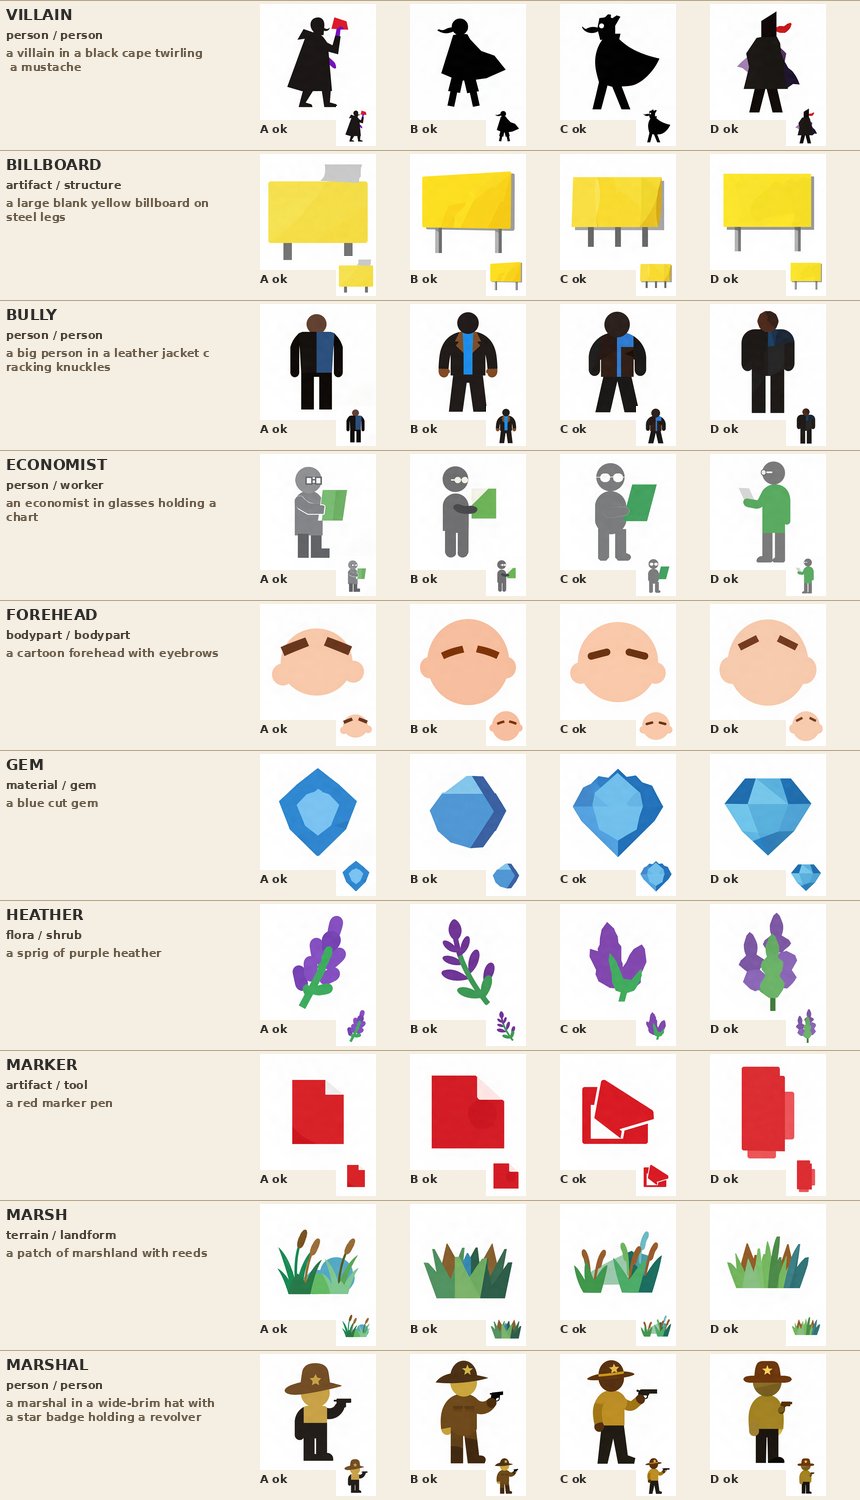 VILLAIN
person / person
a villain in a black cape twirling
a mustache
A ok
B ok
C ok
D ok
BILLBOARD
artifact / structure
a large blank yellow billboard on
steel legs
A ok
B ok
C ok
D ok
BULLY
person / person
a big person in a leather jacket c
racking knuckles
A ok
B ok
C ok
D ok
ECONOMIST
person / worker
an economist in glasses holding a
chart
A ok
B ok
C ok
D ok
FOREHEAD
bodypart / bodypart
a cartoon forehead with eyebrows
A ok
B ok
C ok
D ok
GEM
material / gem
a blue cut gem
A ok
B ok
C ok
D ok
HEATHER
flora / shrub
a sprig of purple heather
A ok
B ok
C ok
D ok
MARKER
artifact / tool
a red marker pen
A ok
B ok
C ok
D ok
MARSH
terrain / landform
a patch of marshland with reeds
A ok
B ok
C ok
D ok
MARSHAL
person / person
a marshal in a wide-brim hat with
a star badge holding a revolver
A ok
B ok
C ok
D ok